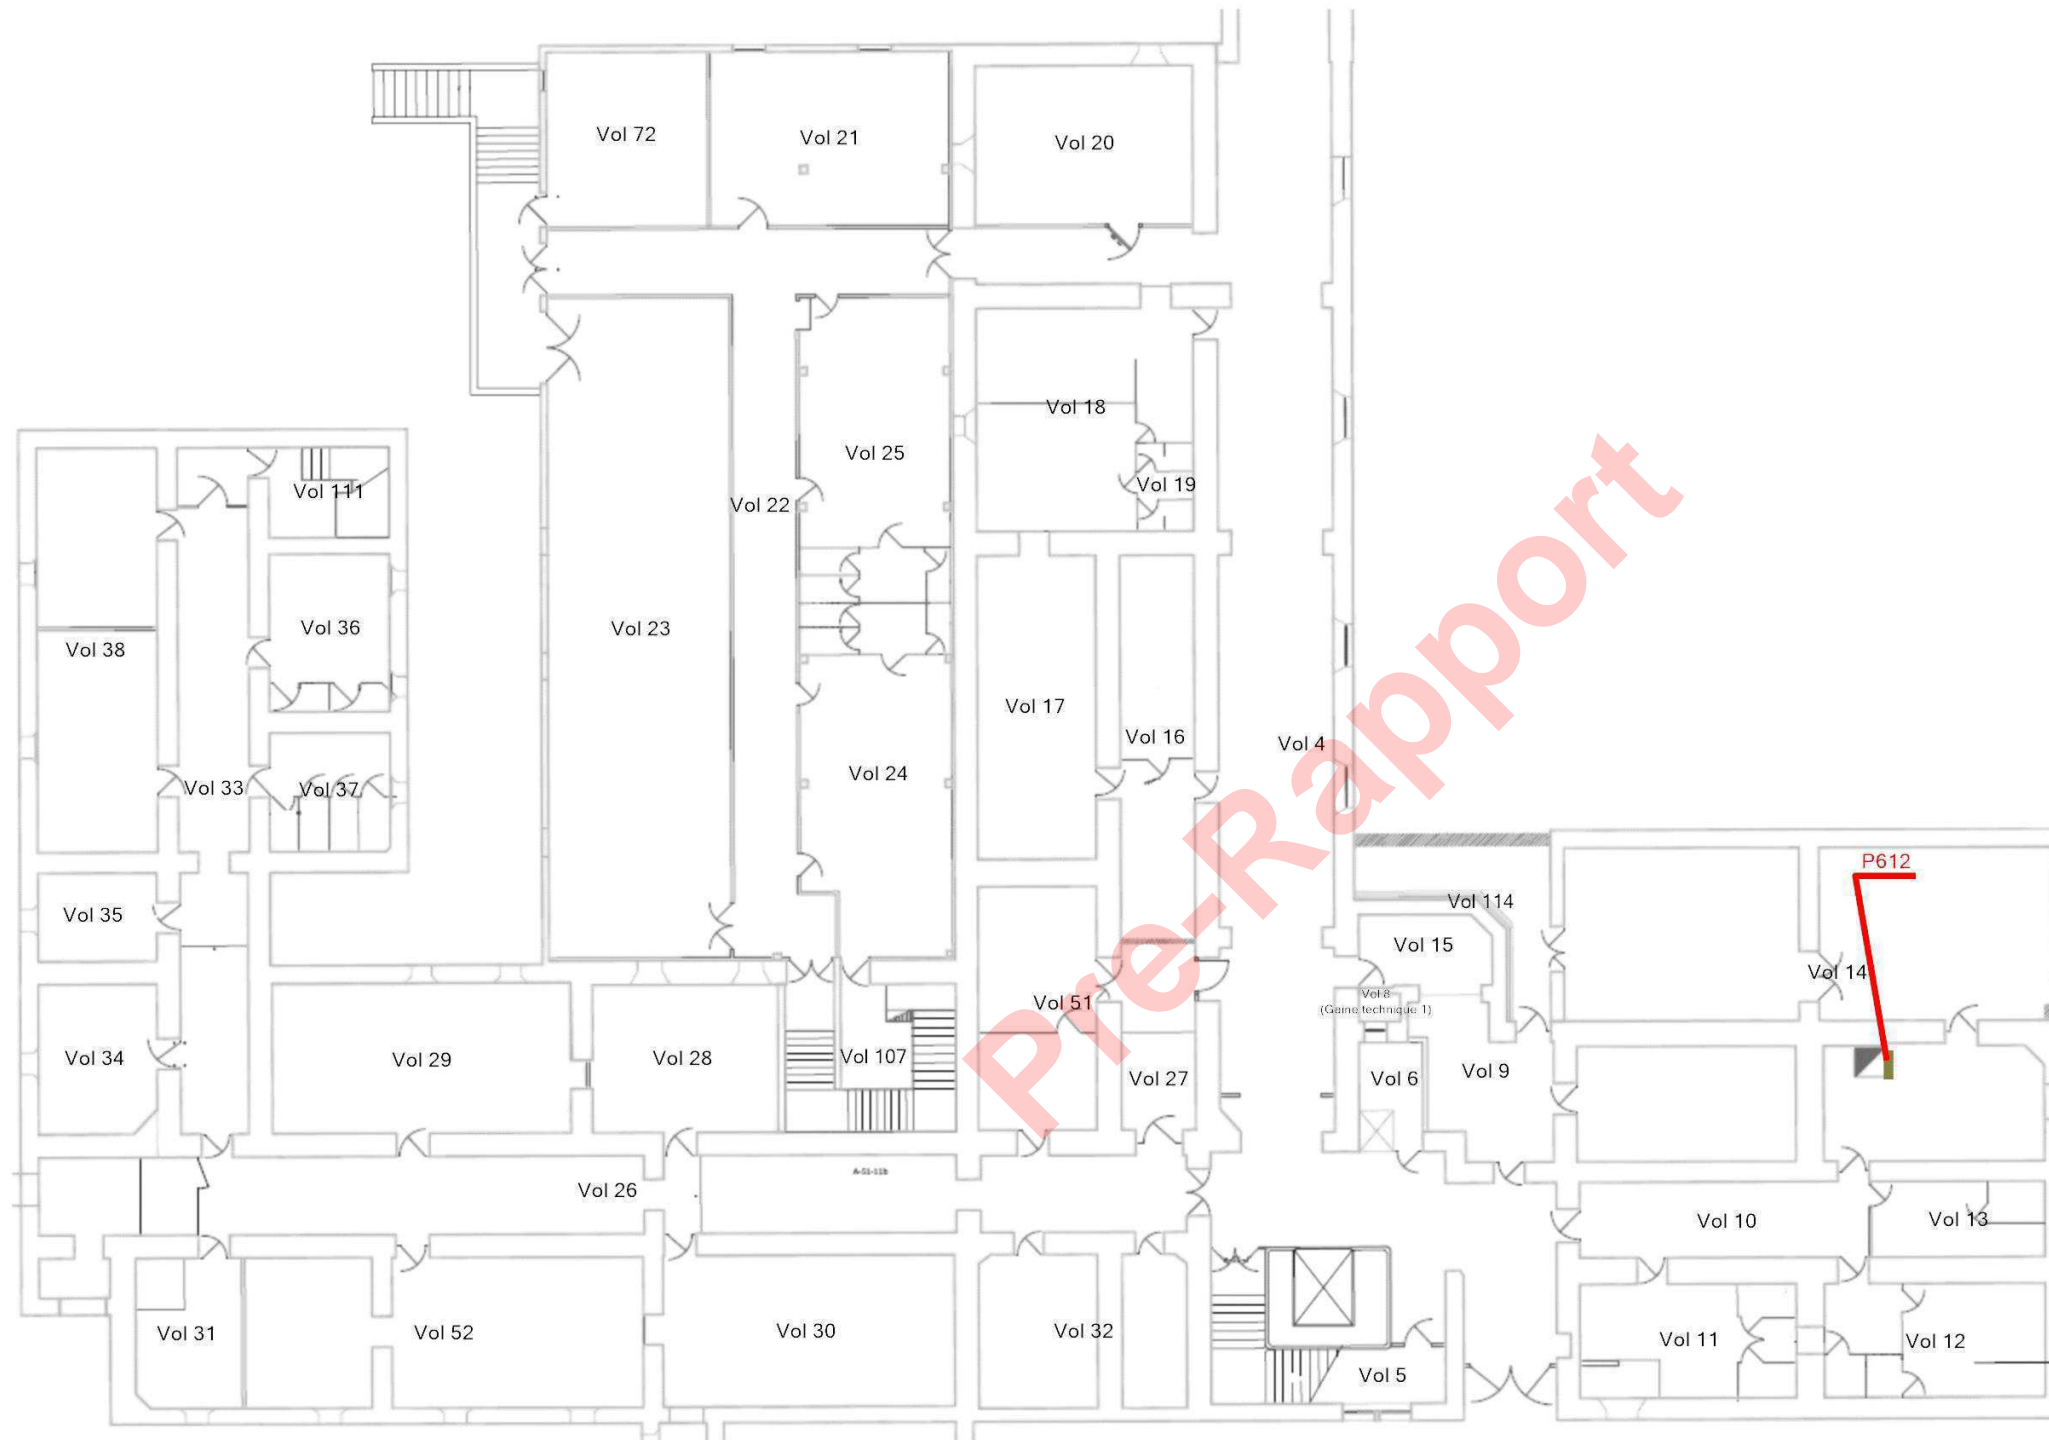 Vol 72
Vol 21
Vol 20
Vol 18
Vol 25
Vol 19
Vol 111
Vol 22
Vol 36
Vol 23
Vol 38
Vol 17
Vol 16
Vol 4
Vol 24
Vol 33
Vol 37
P612
Vol 114
Vol 35
Vol 15
Vol 14
Vol 8
(Gaine technique 1)
Vol 51
Vol 34
Vol 29
Vol 28
Vol 107
Vol 27
Vol 6
Vol 9
A-S1-11b
Vol 26
Vol 10
Vol 13
Vol 31
Vol 52
Vol 30
Vol 32
Vol 11
Vol 12
Vol 5
Pre-Rapport